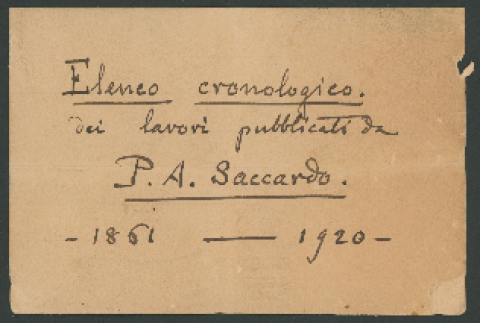 Elenco cronologico.
dei lavori pubblicati da
P. A. Saccardo.
- 1861 — 1920 -